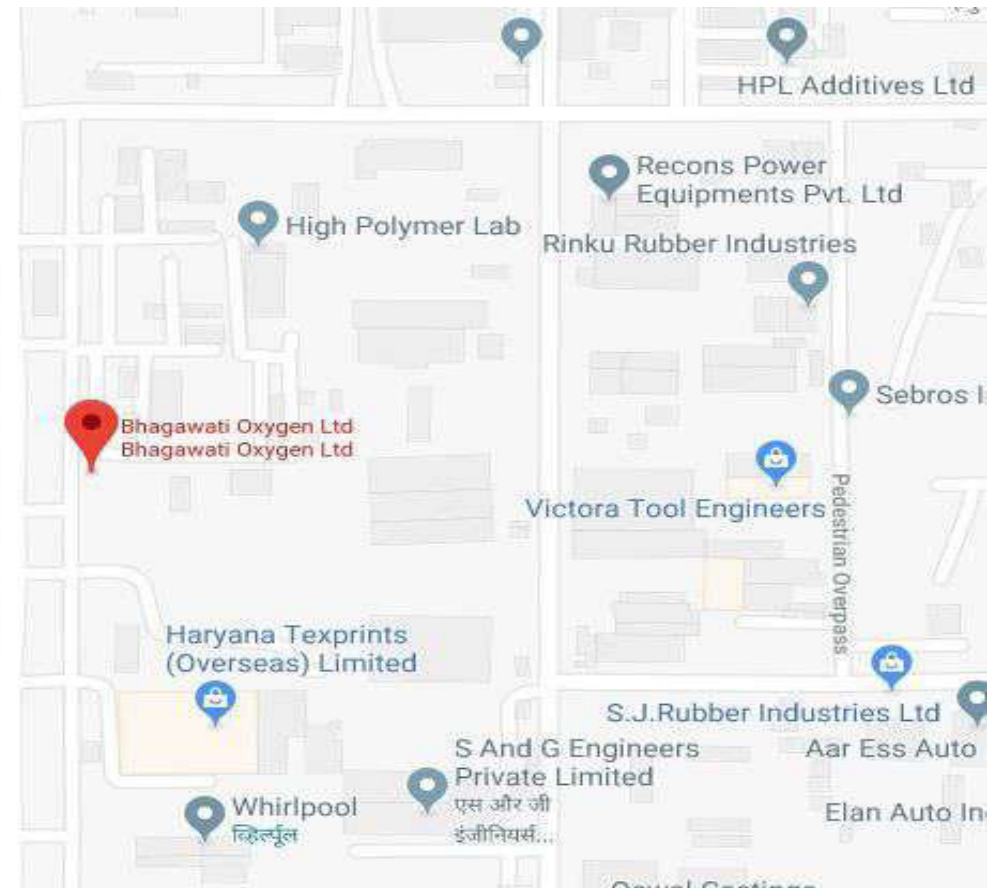 HPL Additives Ltd
Recons Power
Equipments Pvt. Ltd
High Polymer Lab
Rinku Rubber Industries
Sebros
Bhagawati Oxygen Ltd
Bhagawati Oxygen Ltd
Victora Tool Engineers
Pedestrian Overpass
Haryana Texprints
(Overseas) Limited
S.J.Rubber Industries Ltd
S And G Engineers
Private Limited
एस और जी
इंजीनियर्स...
Aar Ess Auto
Whirlpool
व्हिर्लपूल
Elan Auto